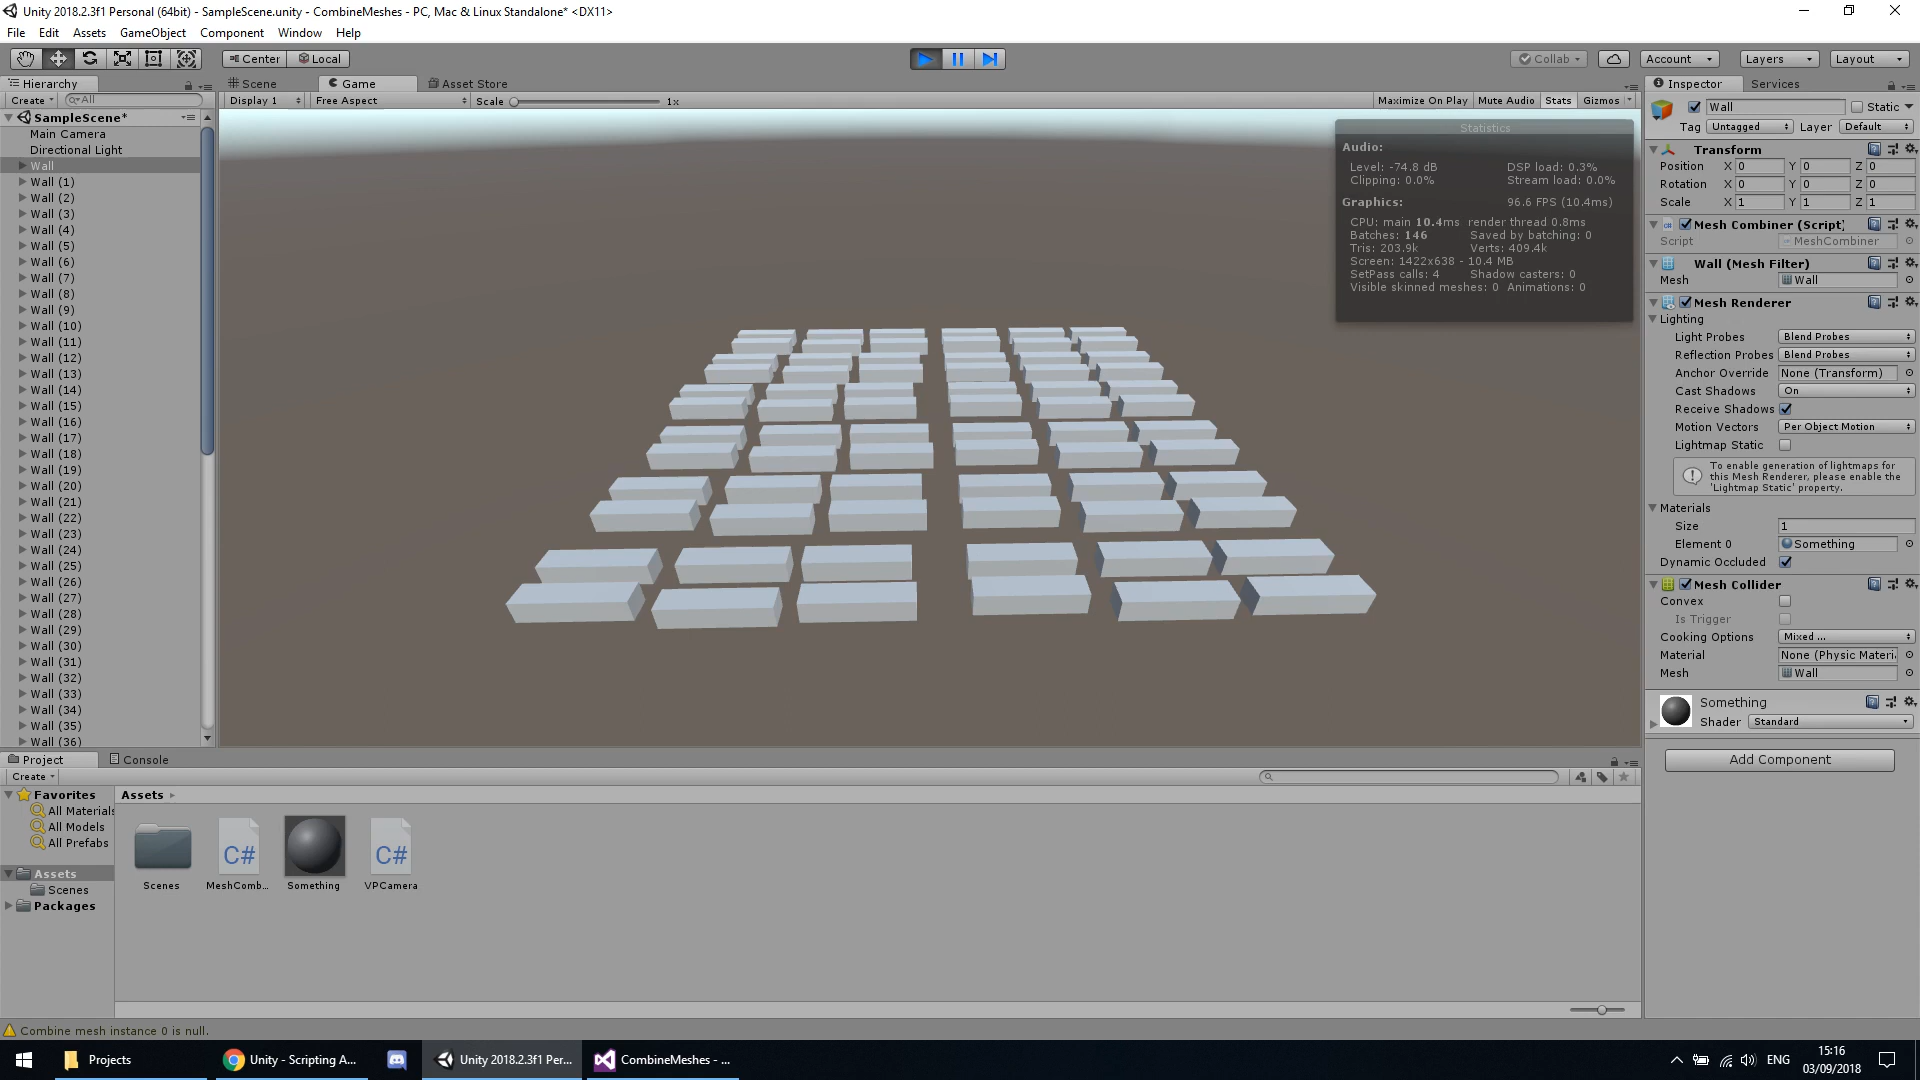 Unity 2018.2.3f1 Personal (64bit) - SampleScene.unity - CombineMeshes - PC, Mac & Linux Standalone* <DX11>
File Edit Assets GameObject Component Window Help
Center Local Collab Account Layers Layout
Hierarchy
Create All
SampleScene*
Main Camera
Directional Light
Wall
Wall (1)
Wall (2)
Wall (3)
Wall (4)
Wall (5)
Wall (6)
Wall (7)
Wall (8)
Wall (9)
Wall (10)
Wall (11)
Wall (12)
Wall (13)
Wall (14)
Wall (15)
Wall (16)
Wall (17)
Wall (18)
Wall (19)
Wall (20)
Wall (21)
Wall (22)
Wall (23)
Wall (24)
Wall (25)
Wall (26)
Wall (27)
Wall (28)
Wall (29)
Wall (30)
Wall (31)
Wall (32)
Wall (33)
Wall (34)
Wall (35)
Wall (36)
Scene Game Asset Store
Display 1 Free Aspect Scale 1x Maximize On Play Mute Audio Stats Gizmos
Statistics
Audio:
Level: -74.8 dB DSP load: 0.3%
Clipping: 0.0% Stream load: 0.0%
Graphics: 96.6 FPS (10.4ms)
CPU: main 10.4ms render thread 0.8ms
Batches: 146 Saved by batching: 0
Tris: 203.9k Verts: 409.4k
Screen: 1422x638 - 10.4 MB
SetPass calls: 4 Shadow casters: 0
Visible skinned meshes: 0 Animations: 0
Inspector Services
Wall Static
Tag Untagged Layer Default
Transform
Position X 0 Y 0 Z 0
Rotation X 0 Y 0 Z 0
Scale X 1 Y 1 Z 1
Mesh Combiner (Script)
Script MeshCombiner
Wall (Mesh Filter)
Mesh Wall
Mesh Renderer
Lighting
Light Probes Blend Probes
Reflection Probes Blend Probes
Anchor Override None (Transform)
Cast Shadows On
Receive Shadows
Motion Vectors Per Object Motion
Lightmap Static
To enable generation of lightmaps for
this Mesh Renderer, please enable the
'Lightmap Static' property.
Materials
Size 1
Element 0 Something
Dynamic Occluded
Mesh Collider
Convex
Is Trigger
Cooking Options Mixed ...
Material None (Physic Materi
Mesh Wall
Something
Shader Standard
Add Component
Project Console
Create
Favorites
All Materials
All Models
All Prefabs
Assets
Scenes
Packages
Assets
C# C#
Scenes MeshComb... Something VPCamera
Combine mesh instance 0 is null.
Projects Unity - Scripting A... Unity 2018.2.3f1 Per... CombineMeshes - ... ENG
15:16
03/09/2018